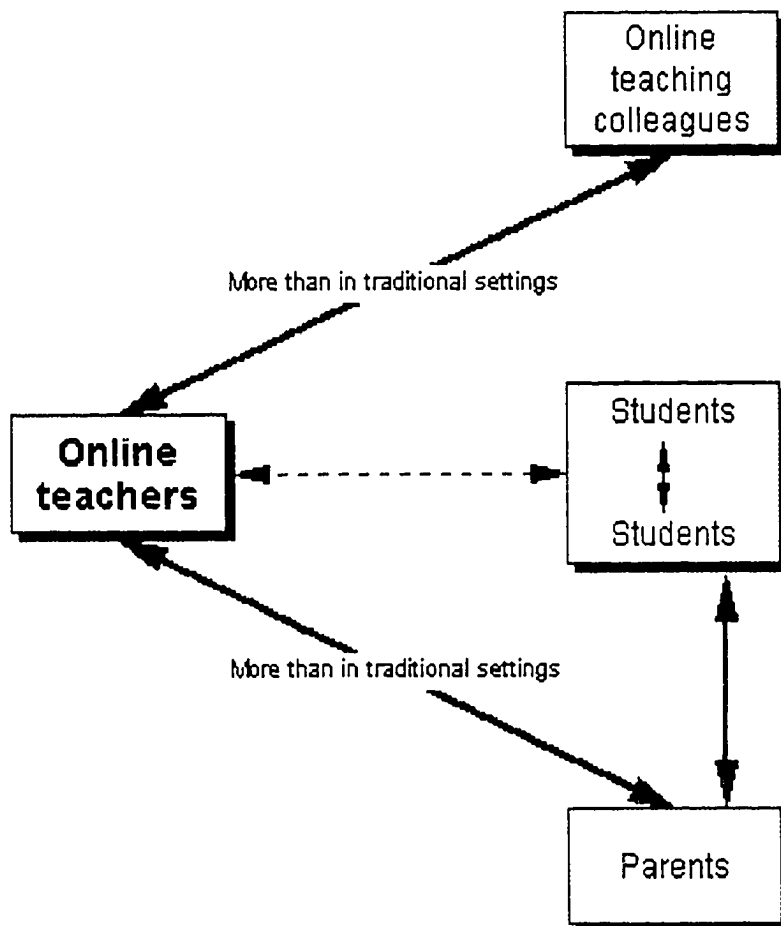 Online
teaching
colleagues
More than in traditional settings
Online
teachers
Students
Students
More than in traditional settings
Parents